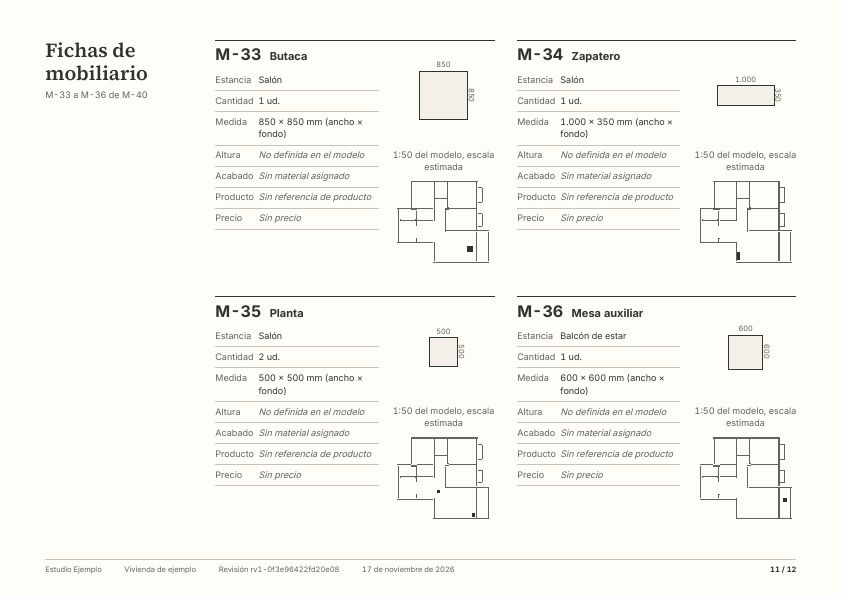 Fichas de
mobiliario
M-33 a M-36 de M-40
M-33 Butaca
Estancia Salón
Cantidad 1 ud.
Medida 850 × 850 mm (ancho ×
fondo)
Altura No definida en el modelo
Acabado Sin material asignado
Producto Sin referencia de producto
Precio Sin precio
850
850
1:50 del modelo, escala
estimada
M-34 Zapatero
Estancia Salón
Cantidad 1 ud.
Medida 1.000 × 350 mm (ancho ×
fondo)
Altura No definida en el modelo
Acabado Sin material asignado
Producto Sin referencia de producto
Precio Sin precio
1.000
350
1:50 del modelo, escala
estimada
M-35 Planta
Estancia Salón
Cantidad 2 ud.
Medida 500 × 500 mm (ancho ×
fondo)
Altura No definida en el modelo
Acabado Sin material asignado
Producto Sin referencia de producto
Precio Sin precio
500
500
1:50 del modelo, escala
estimada
M-36 Mesa auxiliar
Estancia Balcón de estar
Cantidad 1 ud.
Medida 600 × 600 mm (ancho ×
fondo)
Altura No definida en el modelo
Acabado Sin material asignado
Producto Sin referencia de producto
Precio Sin precio
600
600
1:50 del modelo, escala
estimada
Estudio Ejemplo Vivienda de ejemplo Revisión rv1-0f3e96422fd20e08 17 de noviembre de 2026 11 / 12